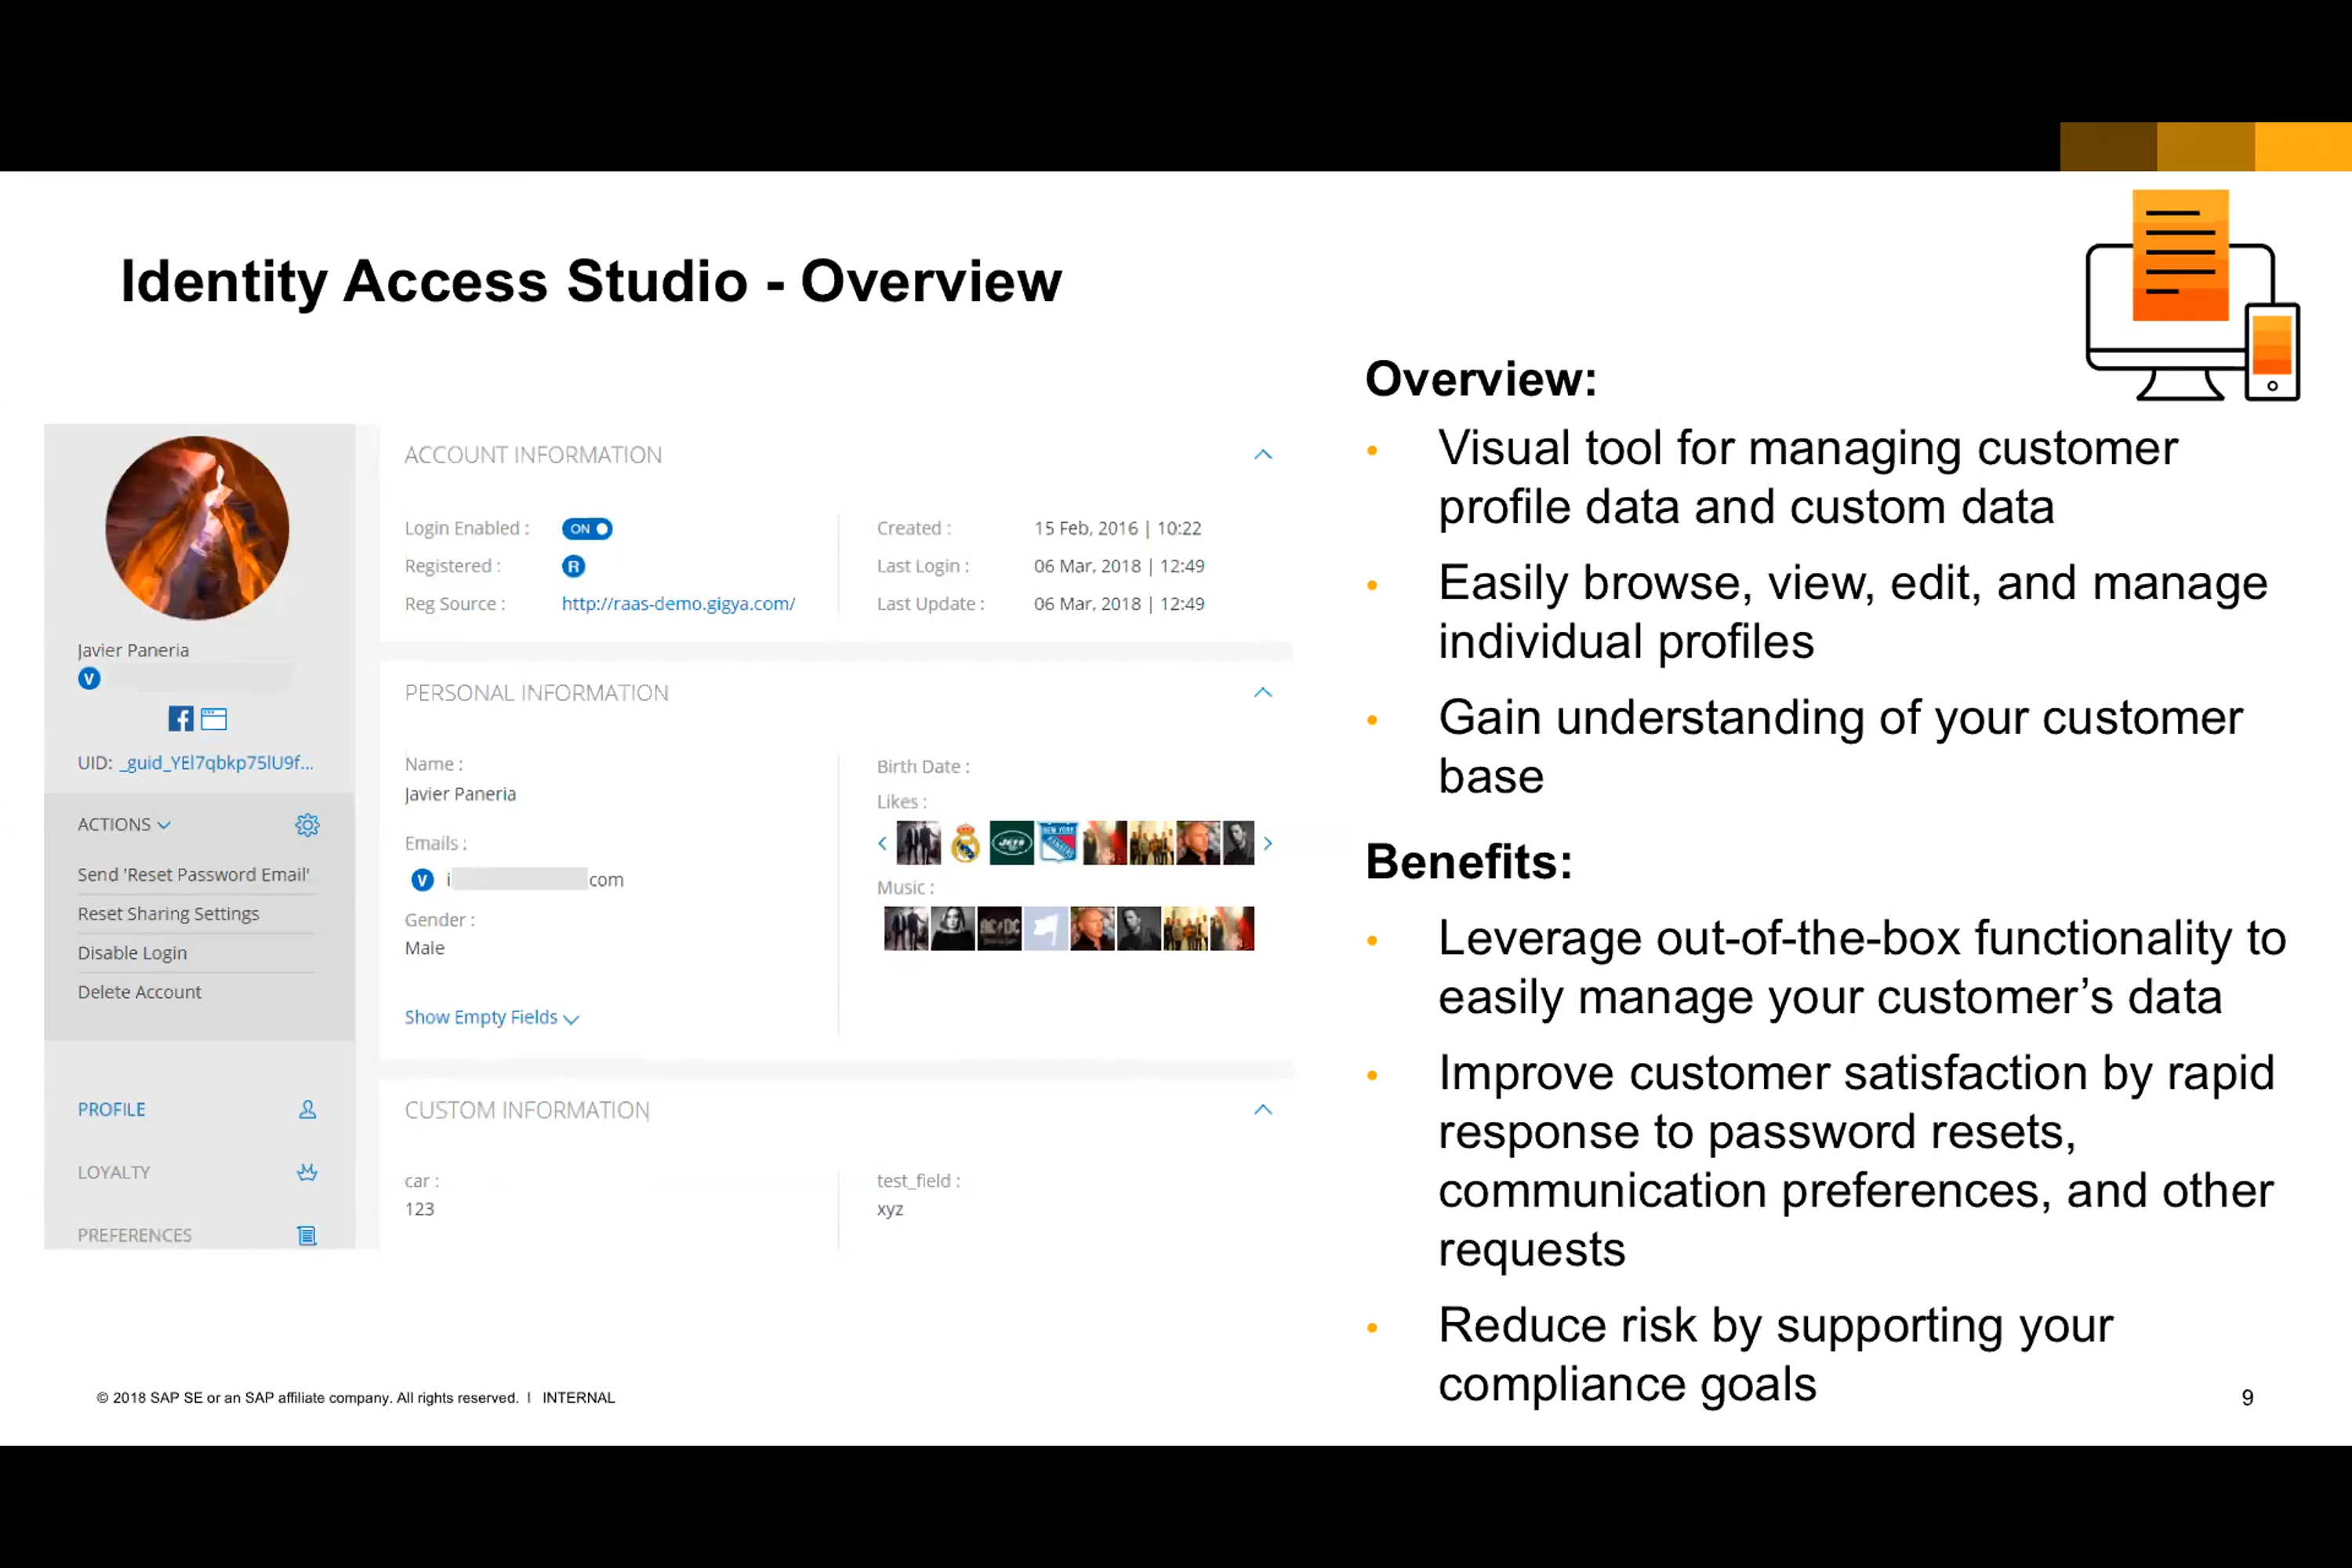 Identity Access Studio - Overview
Javier Paneria
V
UID: _guid_YEl7qbkp75lU9f...
ACTIONS
Send 'Reset Password Email'
Reset Sharing Settings
Disable Login
Delete Account
PROFILE
LOYALTY
PREFERENCES
ACCOUNT INFORMATION
Login Enabled : ON
Registered : R
Reg Source : http://raas-demo.gigya.com/
Created : 15 Feb, 2016 | 10:22
Last Login : 06 Mar, 2018 | 12:49
Last Update : 06 Mar, 2018 | 12:49
PERSONAL INFORMATION
Name :
Javier Paneria
Emails :
V i com
Gender :
Male
Show Empty Fields
Birth Date :
Likes :
JETS
NEW YORK
RANGERS
Music :
AC DC
CUSTOM INFORMATION
car :
123
test_field :
xyz
Overview:
• Visual tool for managing customer
profile data and custom data
• Easily browse, view, edit, and manage
individual profiles
• Gain understanding of your customer
base
Benefits:
• Leverage out-of-the-box functionality to
easily manage your customer’s data
• Improve customer satisfaction by rapid
response to password resets,
communication preferences, and other
requests
• Reduce risk by supporting your
compliance goals
© 2018 SAP SE or an SAP affiliate company. All rights reserved. ǀ INTERNAL
9